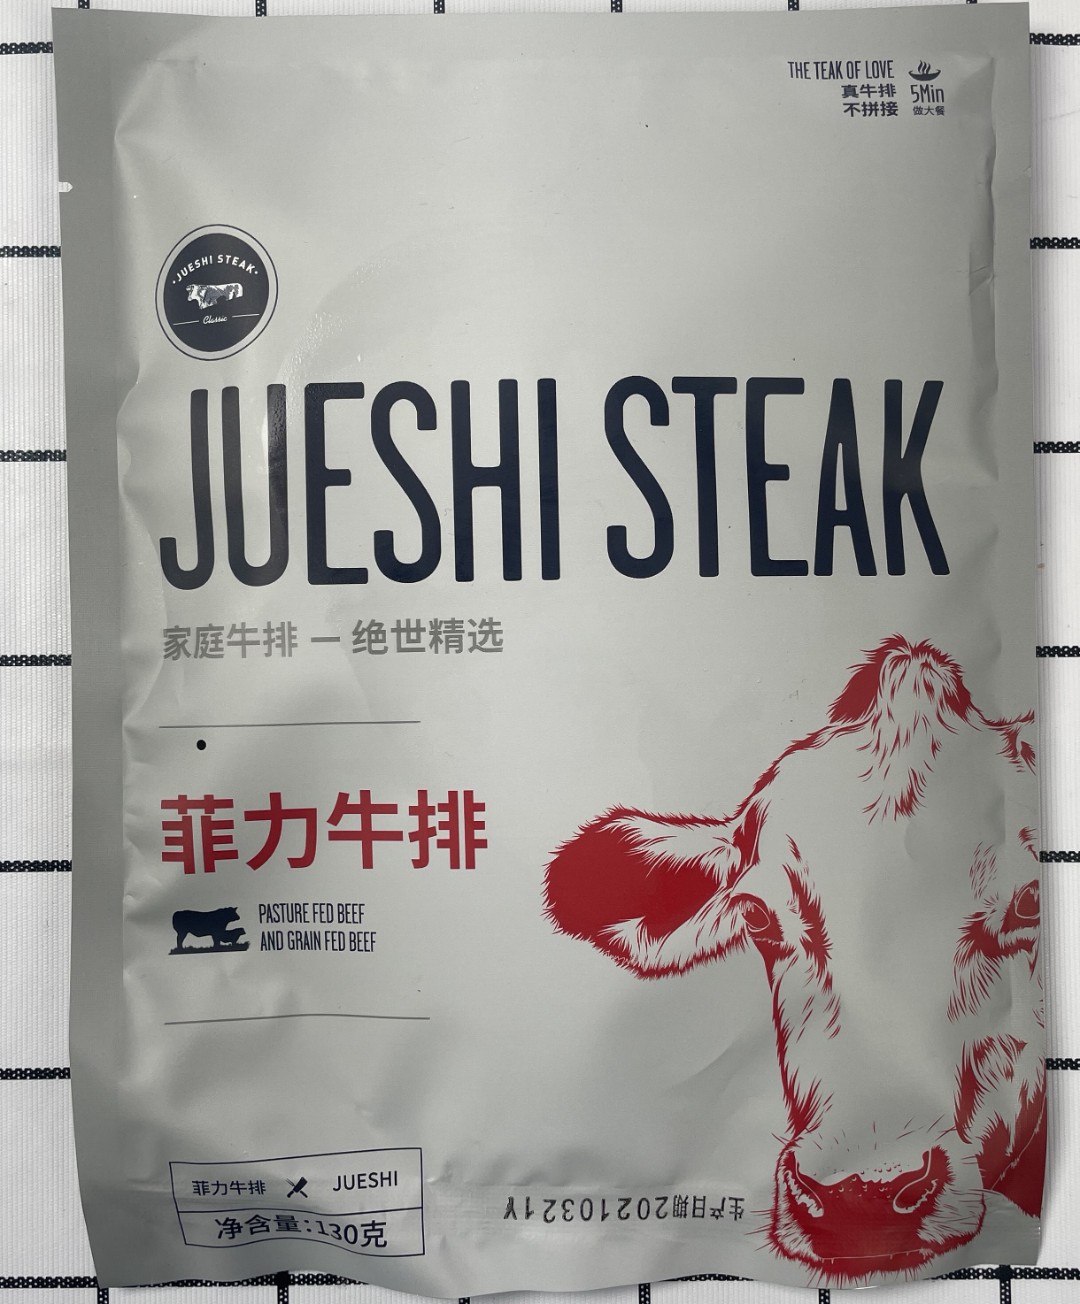 THE TEAK OF LOVE
真牛排
不拼接
5Min
做大餐
JUESHI STEAK
Classic
JUESHI STEAK
家庭牛排 — 绝世精选
菲力牛排
PASTURE FED BEEF
AND GRAIN FED BEEF
菲力牛排 JUESHI
净含量:130克
生产日期20210321Y